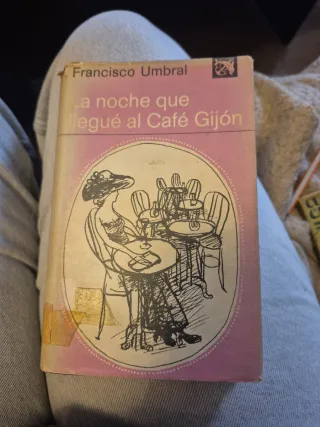 Francisco Umbral
La noche que
llegué al Café Gijón